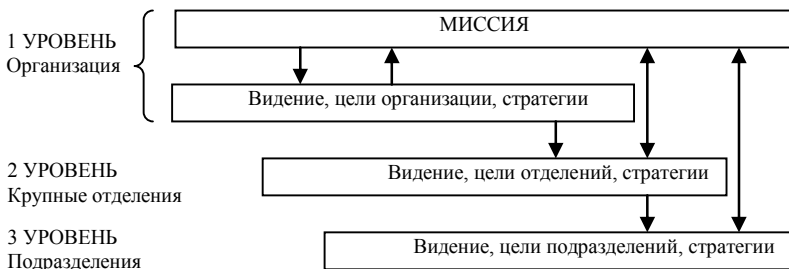 МИССИЯ
1 УРОВЕНЬ
Организация
Видение, цели организации, стратегии
2 УРОВЕНЬ
Крупные отделения
Видение, цели отделений, стратегии
3 УРОВЕНЬ
Подразделения
Видение, цели подразделений, стратегии